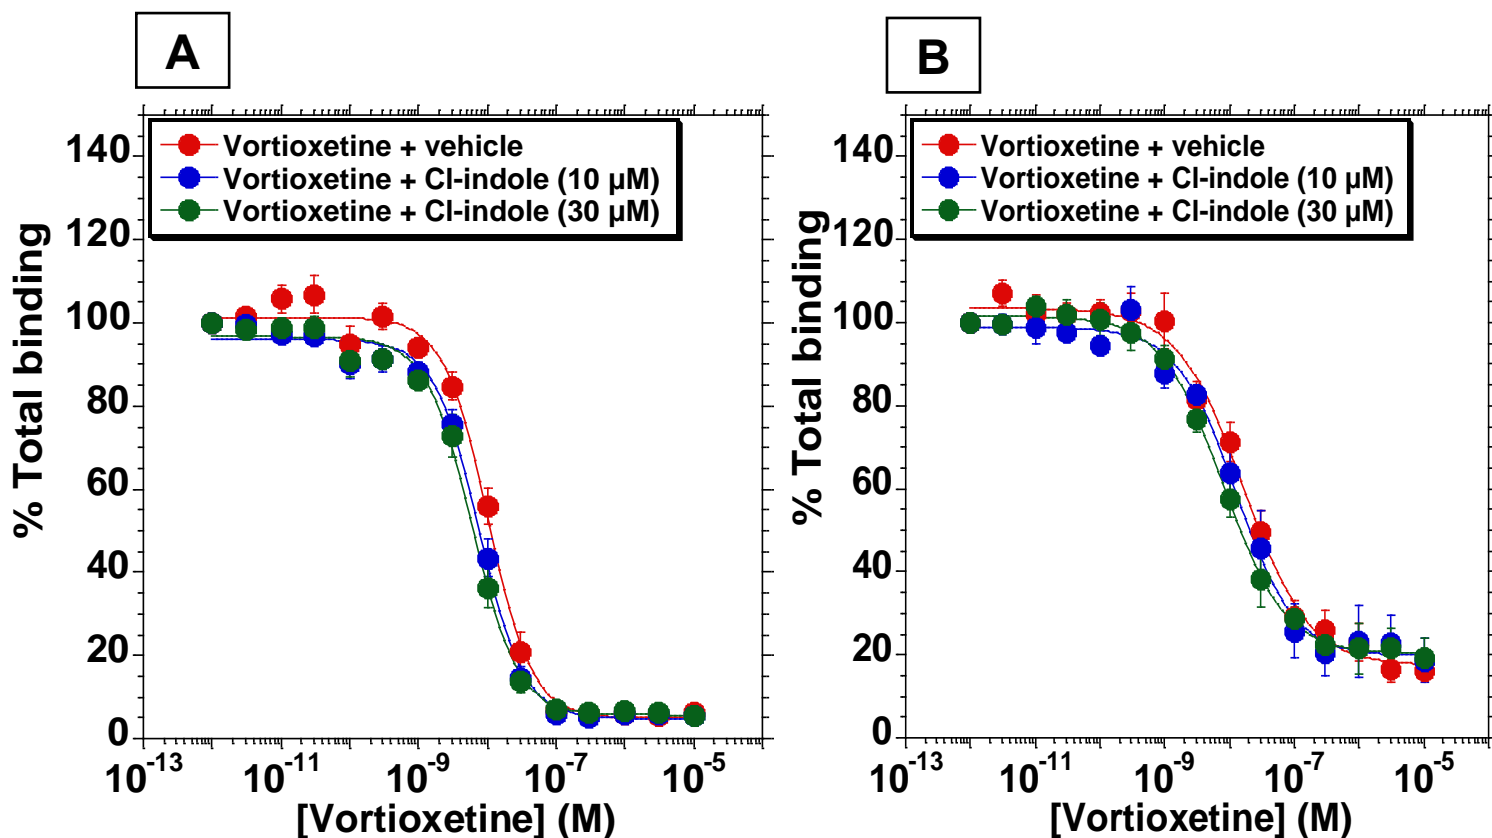 A
Vortioxetine + vehicle
Vortioxetine + Cl-indole (10 µM)
Vortioxetine + Cl-indole (30 µM)
% Total binding
140
120
100
80
60
40
20
0
10-13
10-11
10-9
10-7
10-5
[Vortioxetine] (M)
B
Vortioxetine + vehicle
Vortioxetine + Cl-indole (10 µM)
Vortioxetine + Cl-indole (30 µM)
% Total binding
140
120
100
80
60
40
20
0
10-13
10-11
10-9
10-7
10-5
[Vortioxetine] (M)